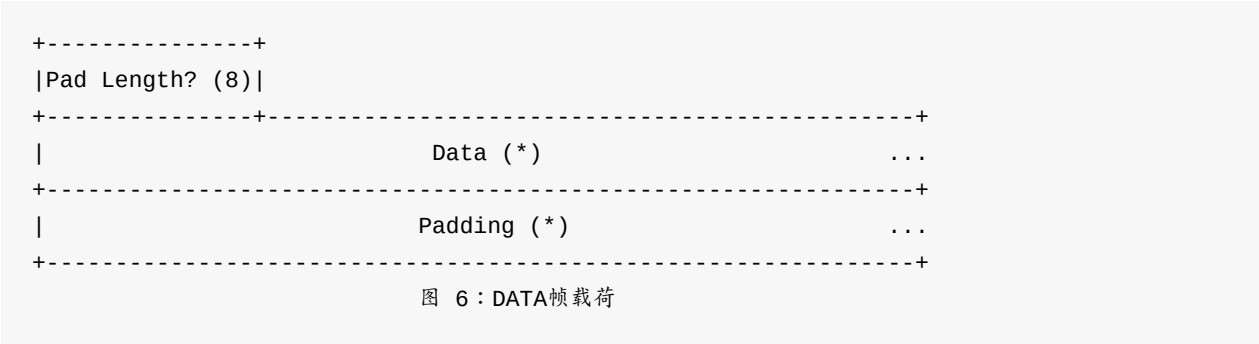 +---------------+
|Pad Length? (8)|
+---------------+-----------------------------------------------+
|                            Data (*)                         ...
+---------------------------------------------------------------+
|                           Padding (*)                       ...
+---------------------------------------------------------------+
                            图 6：DATA帧载荷